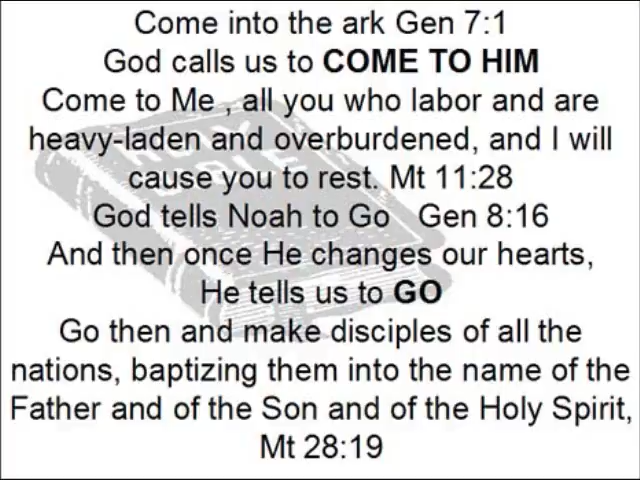 Come into the ark Gen 7:1
God calls us to COME TO HIM
Come to Me , all you who labor and are
heavy-laden and overburdened, and I will
cause you to rest. Mt 11:28
God tells Noah to Go Gen 8:16
And then once He changes our hearts,
He tells us to GO
Go then and make disciples of all the
nations, baptizing them into the name of the
Father and of the Son and of the Holy Spirit,
Mt 28:19